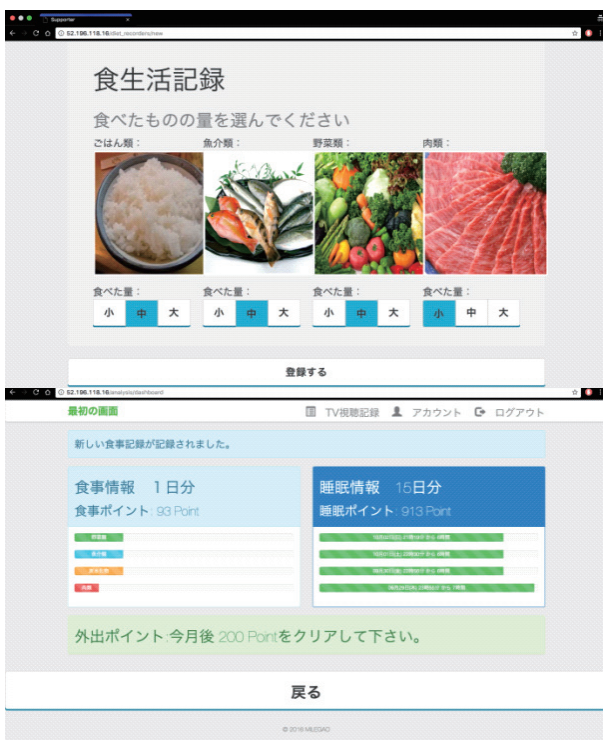 Supporter
52.196.118.16/diet_recorders/new
食生活記録
食べたものの量を選んでください
ごはん類： 魚介類： 野菜類： 肉類：
食べた量： 食べた量： 食べた量： 食べた量：
小 中 大 小 中 大 小 中 大 小 中 大
登録する
52.196.118.16/analysis/dashboard
最初の画面 TV視聴記録 アカウント ログアウト
新しい食事記録が記録されました。
食事情報 1日分 睡眠情報 15日分
食事ポイント: 93 Point 睡眠ポイント: 913 Point
野菜類
魚介類
肉類
外出ポイント:今月後 200 Pointをクリアして下さい。
戻る